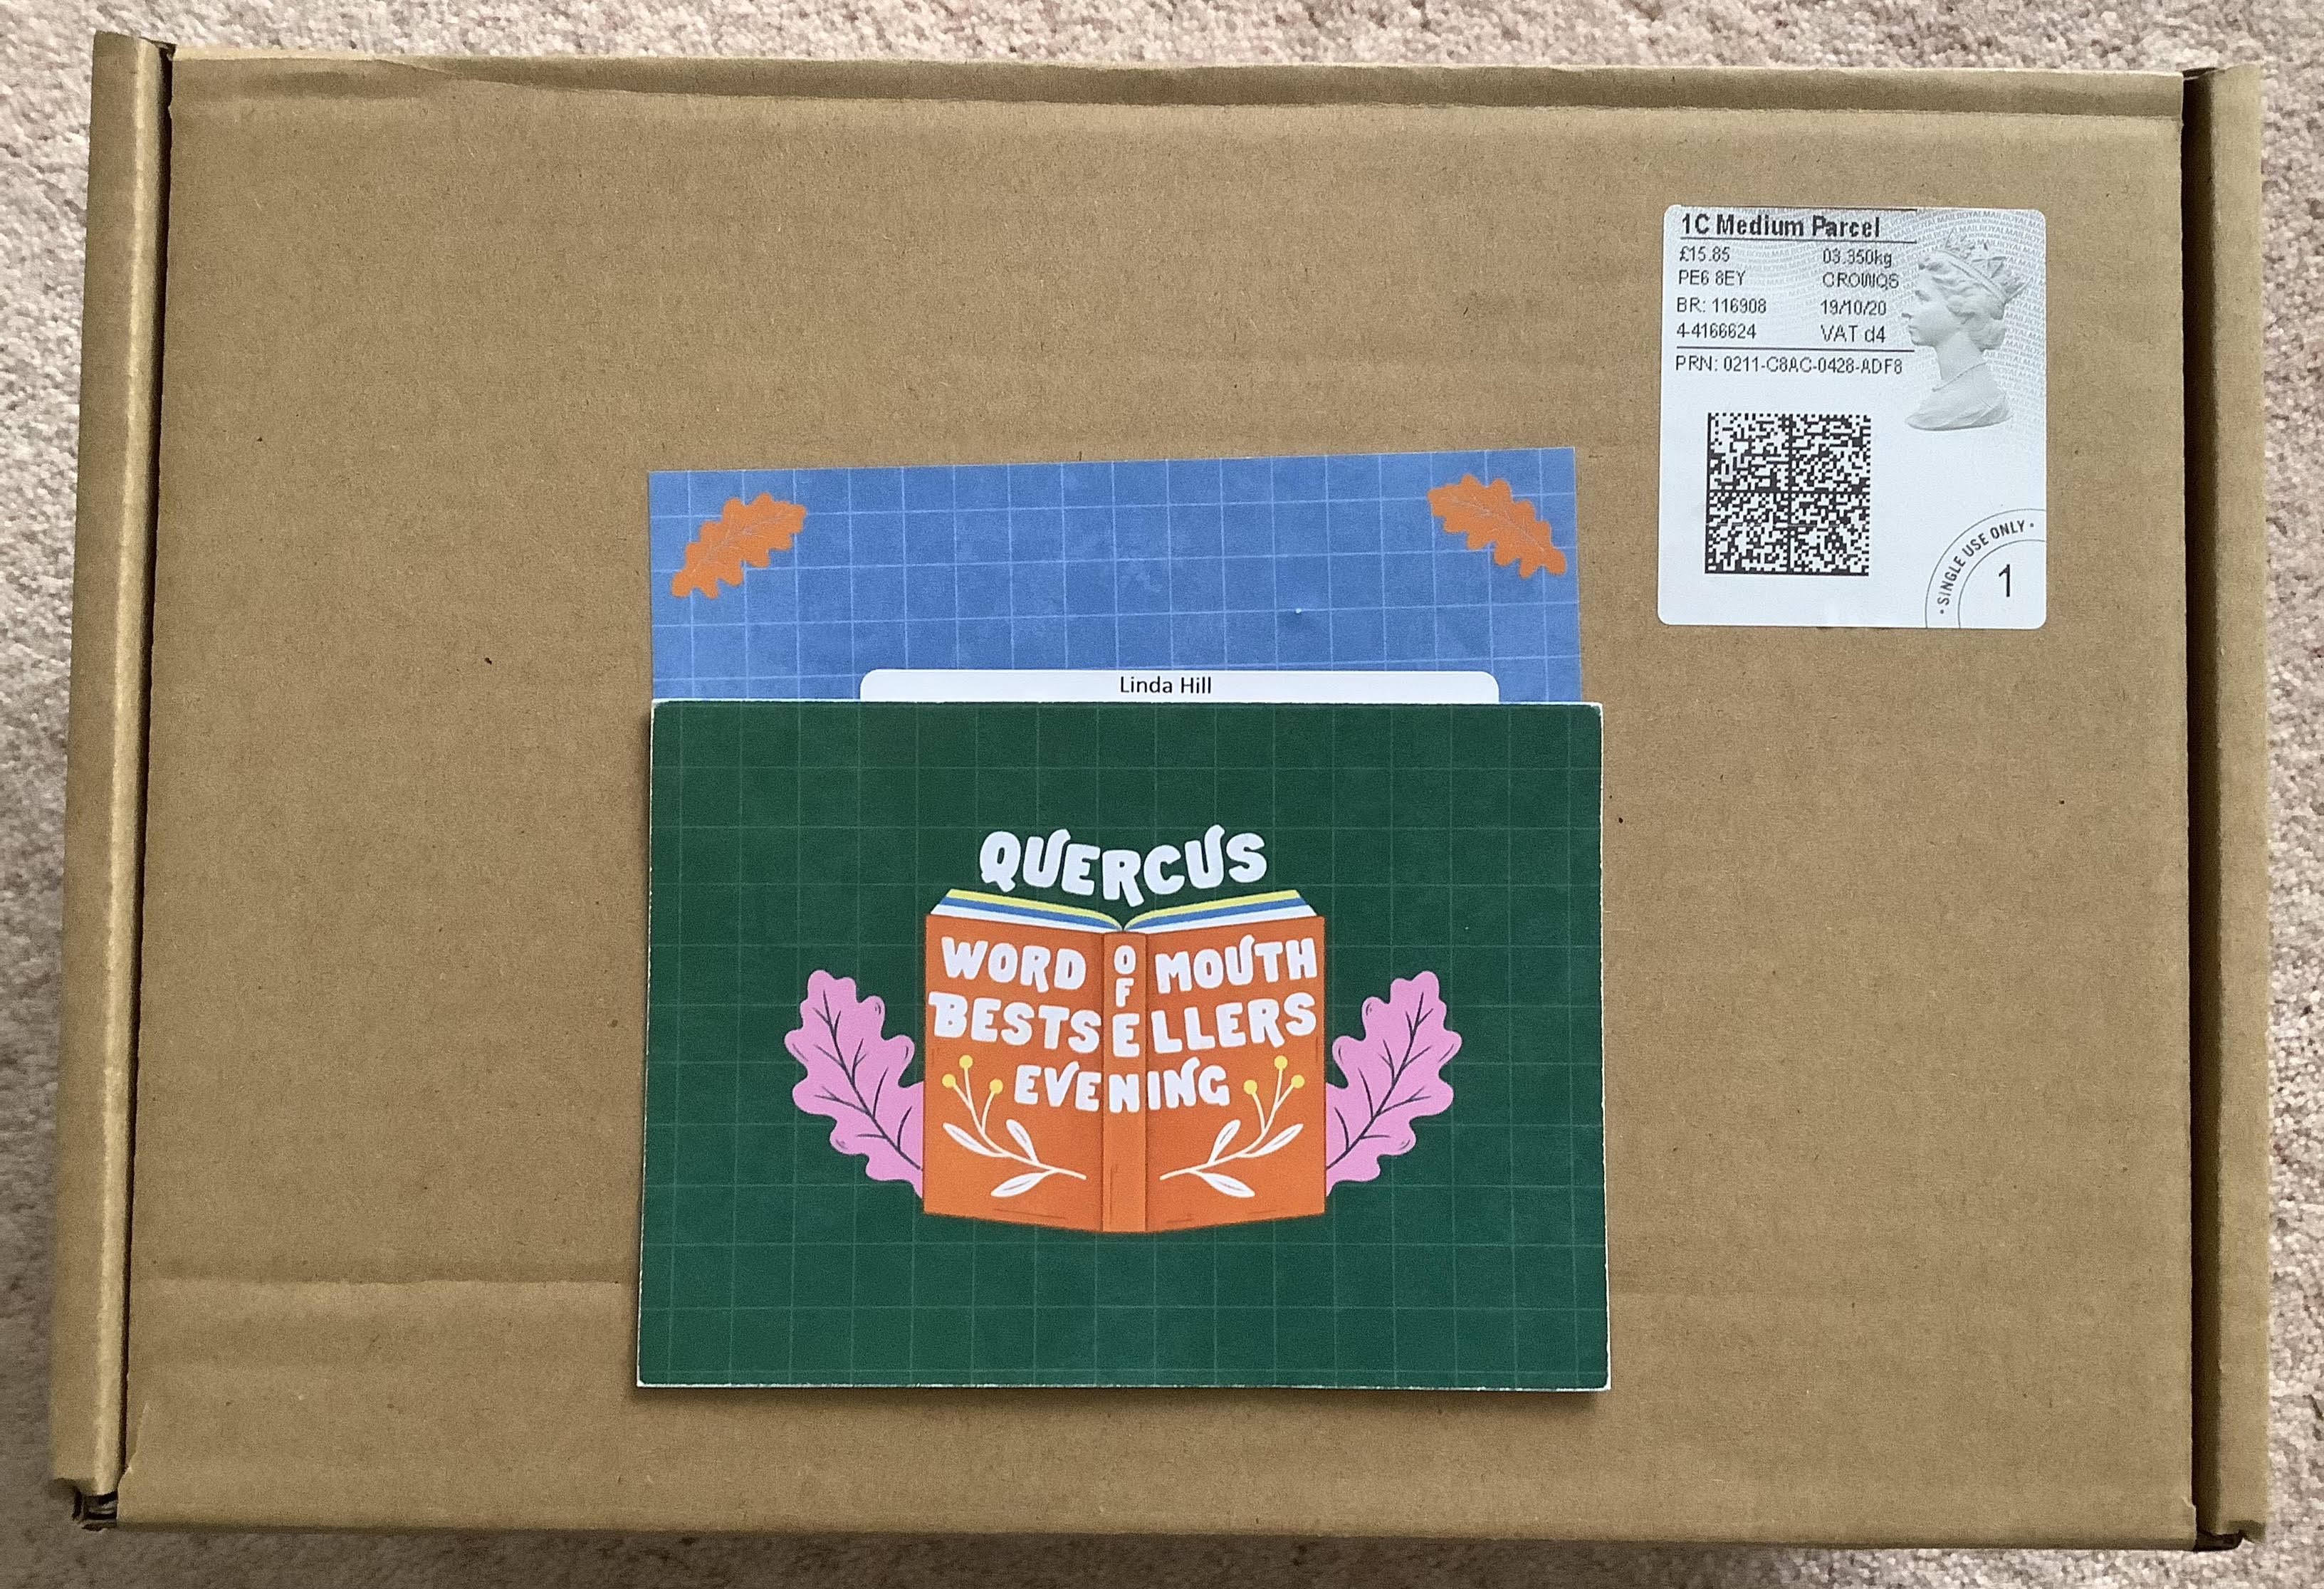 1C Medium Parcel
£15.85 03.350kg
PE6 8EY CROWQS
BR: 116908 19/10/20
4-4166624 VAT d4
PRN: 0211-C8AC-0428-ADF8
• SINGLE USE ONLY •
1
Linda Hill
QUERCUS
WORD OF MOUTH
BESTSELLERS
EVENING